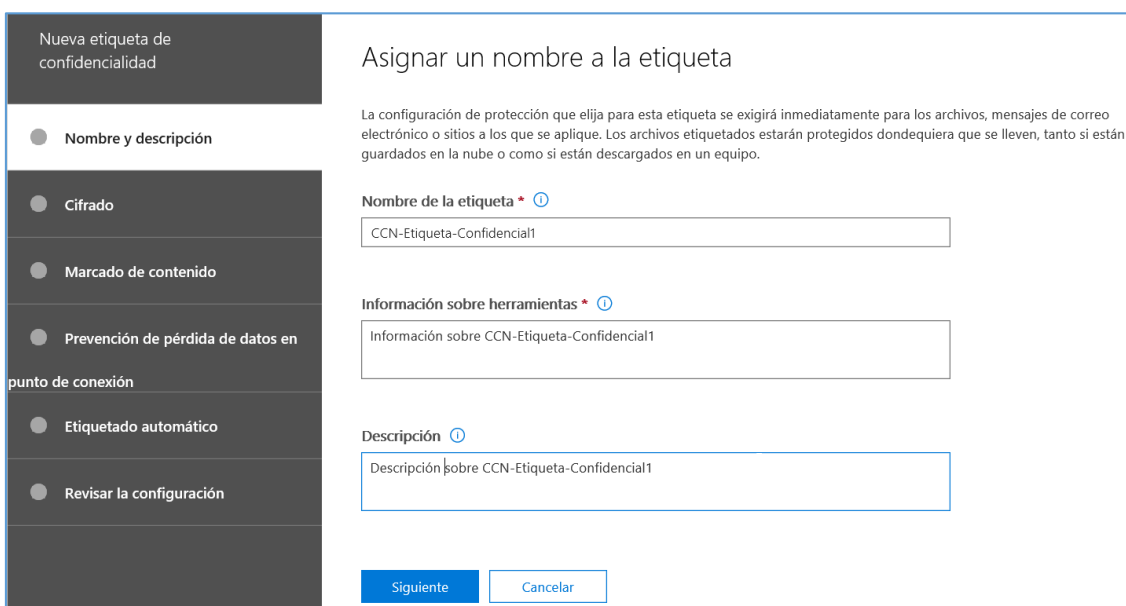 Nueva etiqueta de
confidencialidad
Nombre y descripción
Cifrado
Marcado de contenido
Prevención de pérdida de datos en
punto de conexión
Etiquetado automático
Revisar la configuración
Asignar un nombre a la etiqueta
La configuración de protección que elija para esta etiqueta se exigirá inmediatamente para los archivos, mensajes de correo
electrónico o sitios a los que se aplique. Los archivos etiquetados estarán protegidos dondequiera que se lleven, tanto si están
guardados en la nube o como si están descargados en un equipo.
Nombre de la etiqueta *
CCN-Etiqueta-Confidencial1
Información sobre herramientas *
Información sobre CCN-Etiqueta-Confidencial1
Descripción
Descripción sobre CCN-Etiqueta-Confidencial1
Siguiente
Cancelar